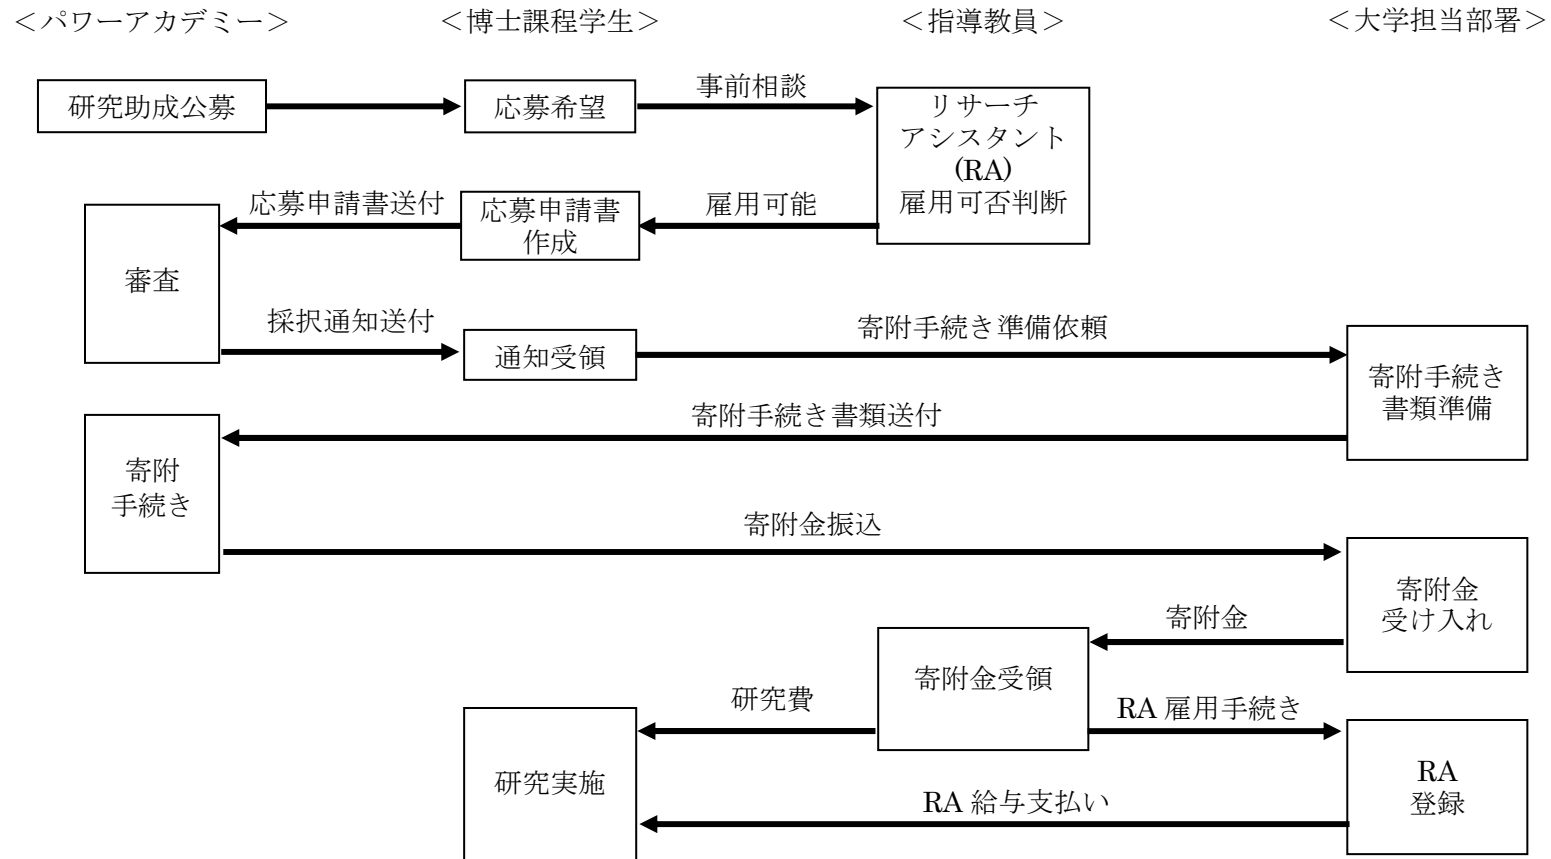 ＜パワーアカデミー＞
＜博士課程学生＞
＜指導教員＞
＜大学担当部署＞
研究助成公募
応募希望
事前相談
リサーチ
アシスタント
(RA)
雇用可否判断
応募申請書送付
応募申請書
作成
雇用可能
審査
採択通知送付
通知受領
寄附手続き準備依頼
寄附手続き
書類準備
寄附手続き書類送付
寄附
手続き
寄附金振込
寄附金
受け入れ
寄附金
寄附金受領
研究費
RA 雇用手続き
研究実施
RA
登録
RA 給与支払い